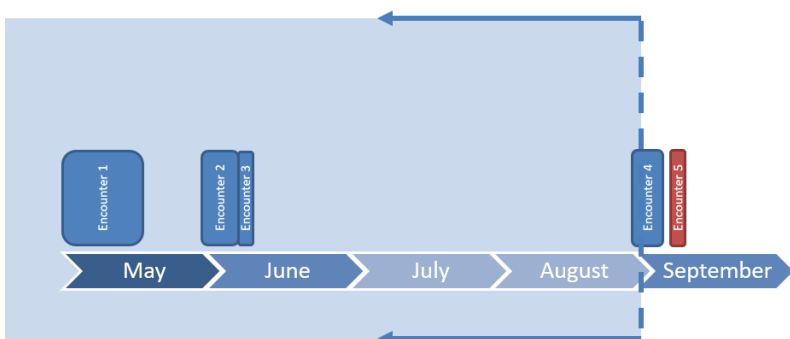 Encounter 1
Encounter 2
Encounter 3
Encounter 4
Encounter 5
May
June
July
August
September